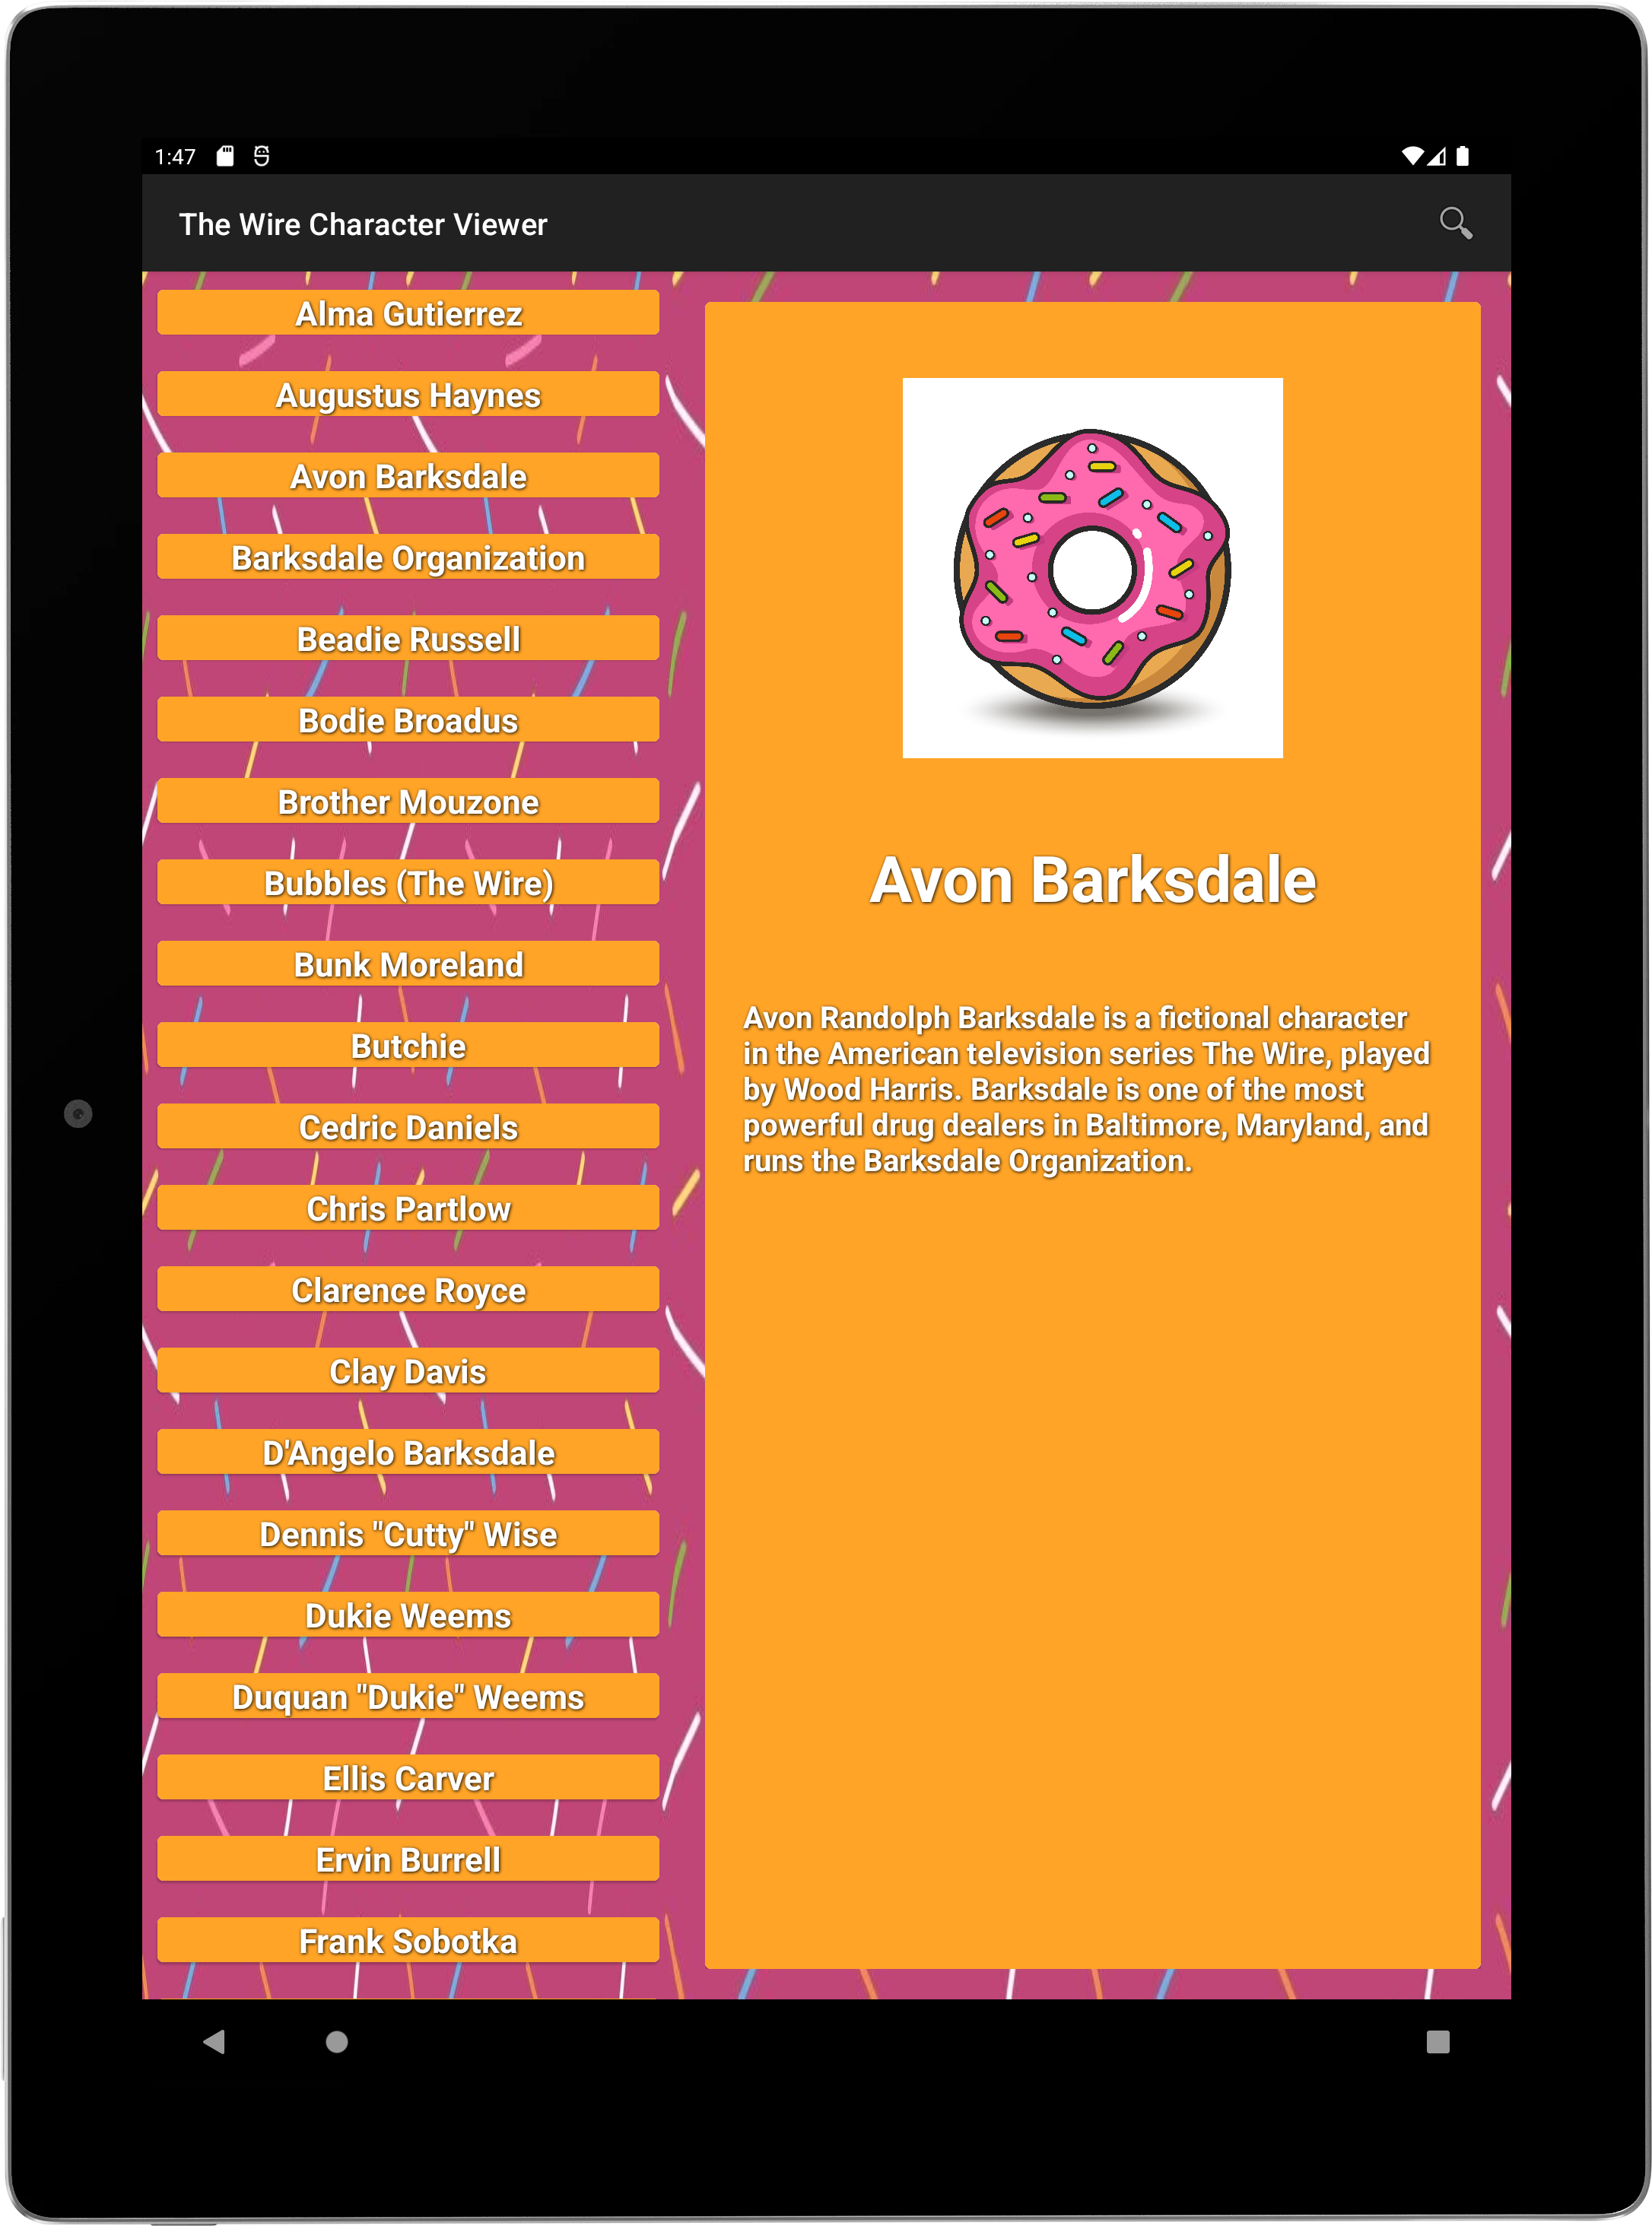 1:47
The Wire Character Viewer
Alma Gutierrez
Augustus Haynes
Avon Barksdale
Barksdale Organization
Beadie Russell
Bodie Broadus
Brother Mouzone
Bubbles (The Wire)
Bunk Moreland
Butchie
Cedric Daniels
Chris Partlow
Clarence Royce
Clay Davis
D'Angelo Barksdale
Dennis "Cutty" Wise
Dukie Weems
Duquan "Dukie" Weems
Ellis Carver
Ervin Burrell
Frank Sobotka
Avon Barksdale
Avon Randolph Barksdale is a fictional character
in the American television series The Wire, played
by Wood Harris. Barksdale is one of the most
powerful drug dealers in Baltimore, Maryland, and
runs the Barksdale Organization.